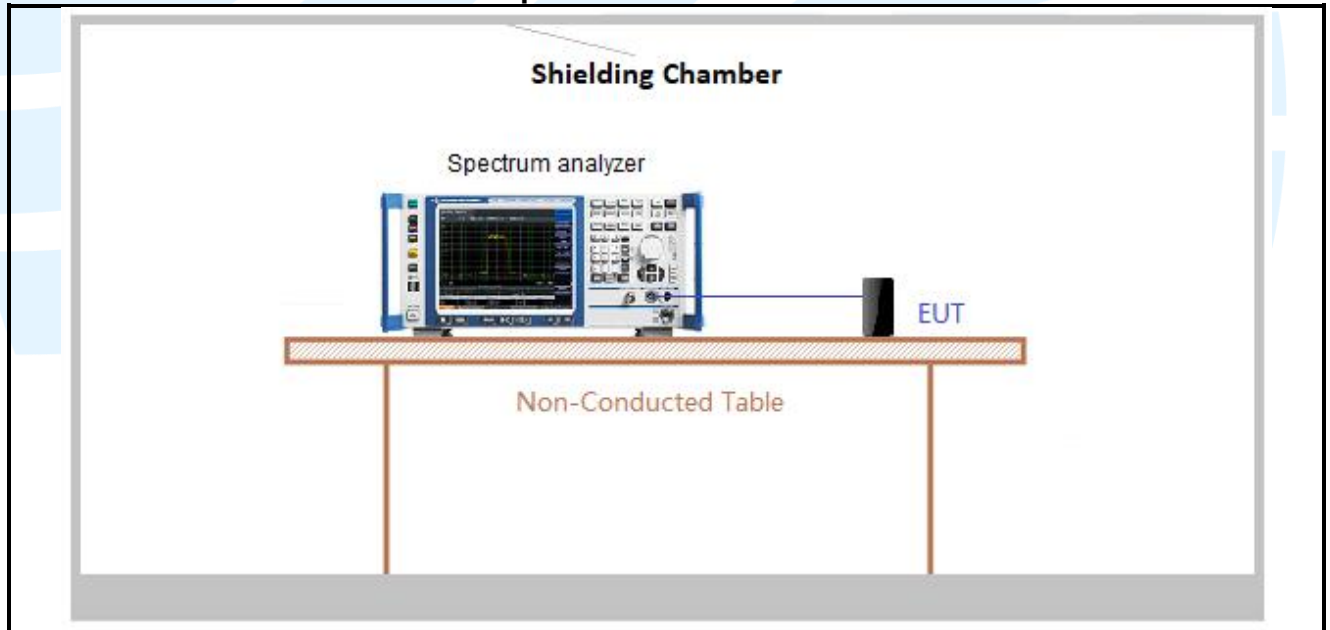 Shielding Chamber
Spectrum analyzer
EUT
Non-Conducted Table